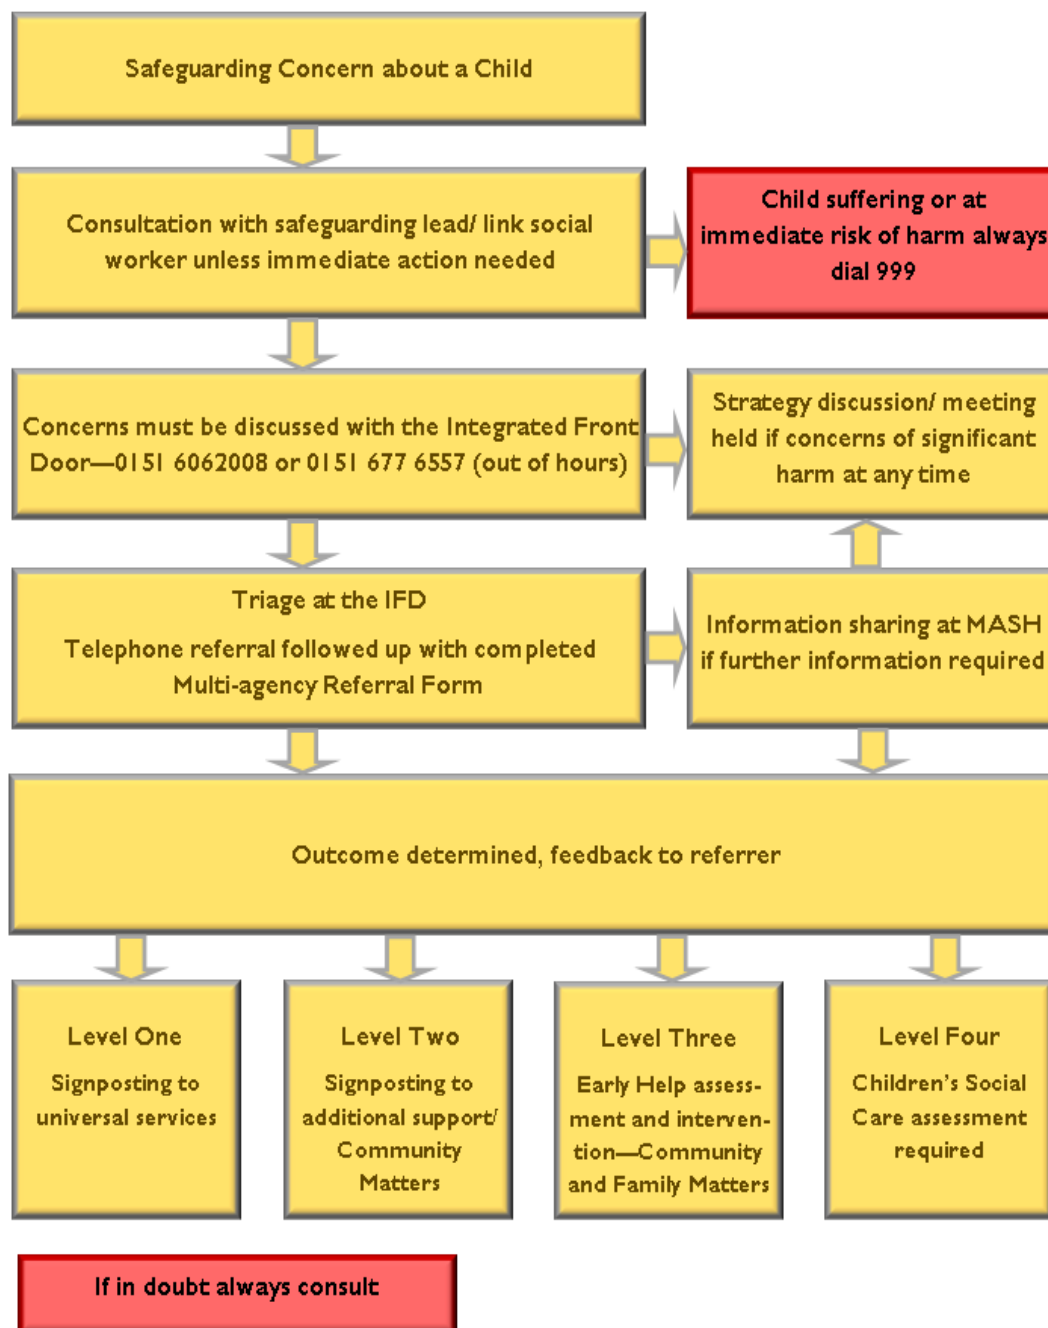 Safeguarding Concern about a Child
Consultation with safeguarding lead/ link social
worker unless immediate action needed
Child suffering or at
immediate risk of harm always
dial 999
Concerns must be discussed with the Integrated Front
Door—0151 6062008 or 0151 677 6557 (out of hours)
Strategy discussion/ meeting
held if concerns of significant
harm at any time
Triage at the IFD
Telephone referral followed up with completed
Multi-agency Referral Form
Information sharing at MASH
if further information required
Outcome determined, feedback to referrer
Level One
Signposting to
universal services
Level Two
Signposting to
additional support/
Community
Matters
Level Three
Early Help assess-
ment and interven-
tion—Community
and Family Matters
Level Four
Children's Social
Care assessment
required
If in doubt always consult